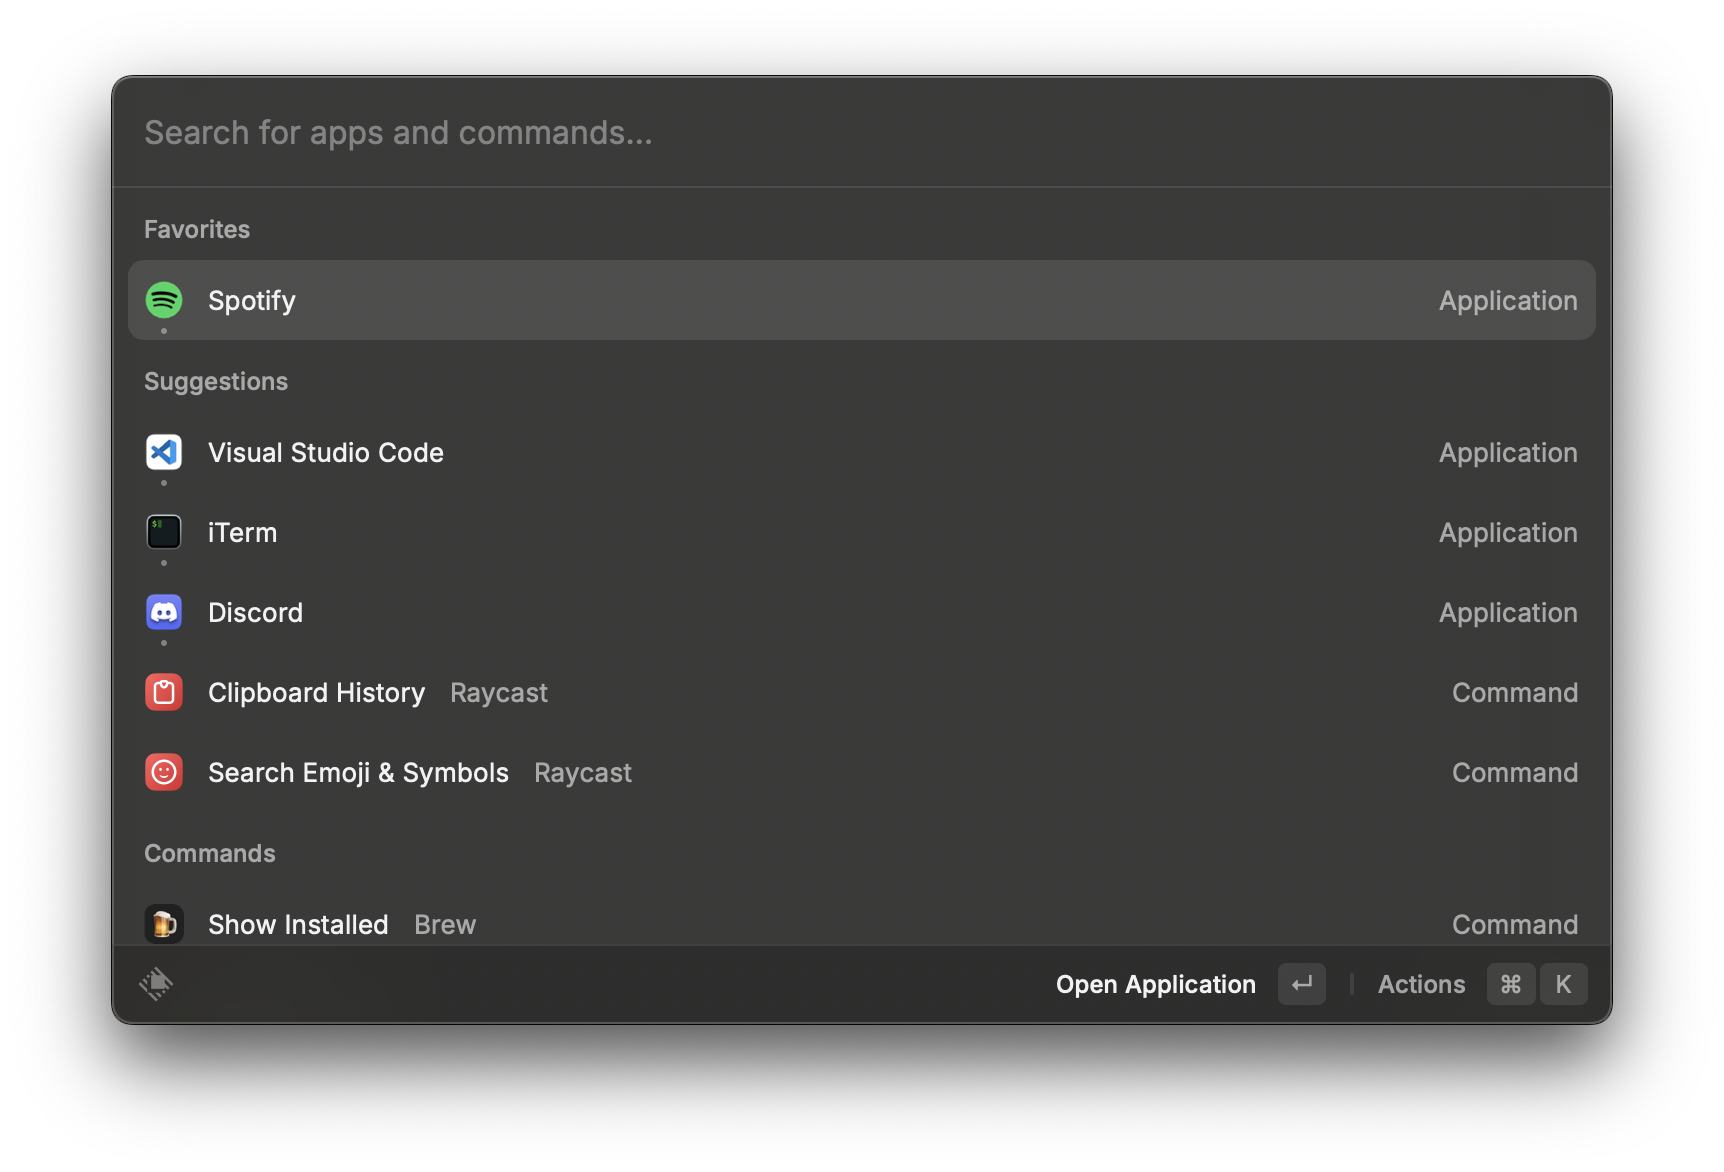 Search for apps and commands...
Favorites
Spotify Application
Suggestions
Visual Studio Code Application
$
iTerm Application
Discord Application
Clipboard History Raycast Command
Search Emoji & Symbols Raycast Command
Commands
Show Installed Brew Command
Open Application ↵ | Actions ⌘ K